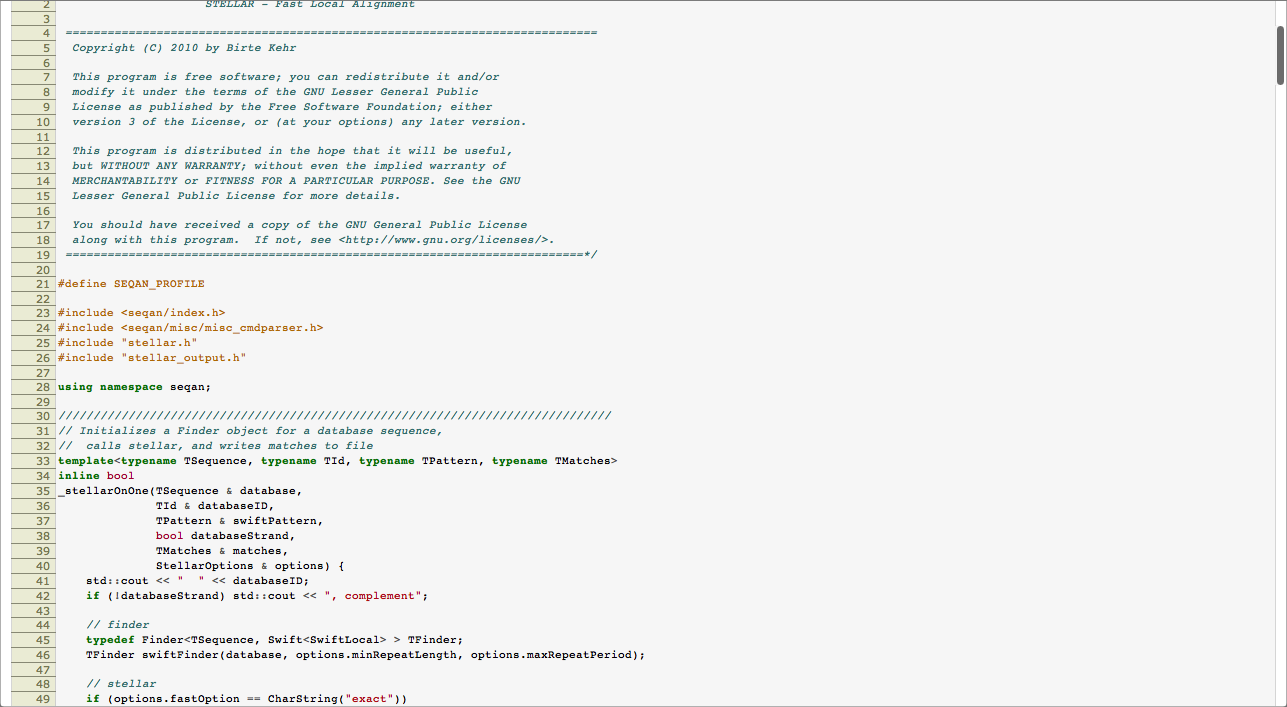 2 STELLAR - Fast Local Alignment
3
4 ============================================================================
5 Copyright (C) 2010 by Birte Kehr
6
7 This program is free software; you can redistribute it and/or
8 modify it under the terms of the GNU Lesser General Public
9 License as published by the Free Software Foundation; either
10 version 3 of the License, or (at your options) any later version.
11
12 This program is distributed in the hope that it will be useful,
13 but WITHOUT ANY WARRANTY; without even the implied warranty of
14 MERCHANTABILITY or FITNESS FOR A PARTICULAR PURPOSE. See the GNU
15 Lesser General Public License for more details.
16
17 You should have received a copy of the GNU General Public License
18 along with this program.  If not, see <http://www.gnu.org/licenses/>.
19 ==========================================================================*/
20
21 #define SEQAN_PROFILE
22
23 #include <seqan/index.h>
24 #include <seqan/misc/misc_cmdparser.h>
25 #include "stellar.h"
26 #include "stellar_output.h"
27
28 using namespace seqan;
29
30 ///////////////////////////////////////////////////////////////////////////////
31 // Initializes a Finder object for a database sequence,
32 //  calls stellar, and writes matches to file
33 template<typename TSequence, typename TId, typename TPattern, typename TMatches>
34 inline bool
35 _stellarOnOne(TSequence & database,
36               TId & databaseID,
37               TPattern & swiftPattern,
38               bool databaseStrand,
39               TMatches & matches,
40               StellarOptions & options) {
41     std::cout << "  " << databaseID;
42     if (!databaseStrand) std::cout << ", complement";
43
44     // finder
45     typedef Finder<TSequence, Swift<SwiftLocal> > TFinder;
46     TFinder swiftFinder(database, options.minRepeatLength, options.maxRepeatPeriod);
47
48     // stellar
49     if (options.fastOption == CharString("exact"))